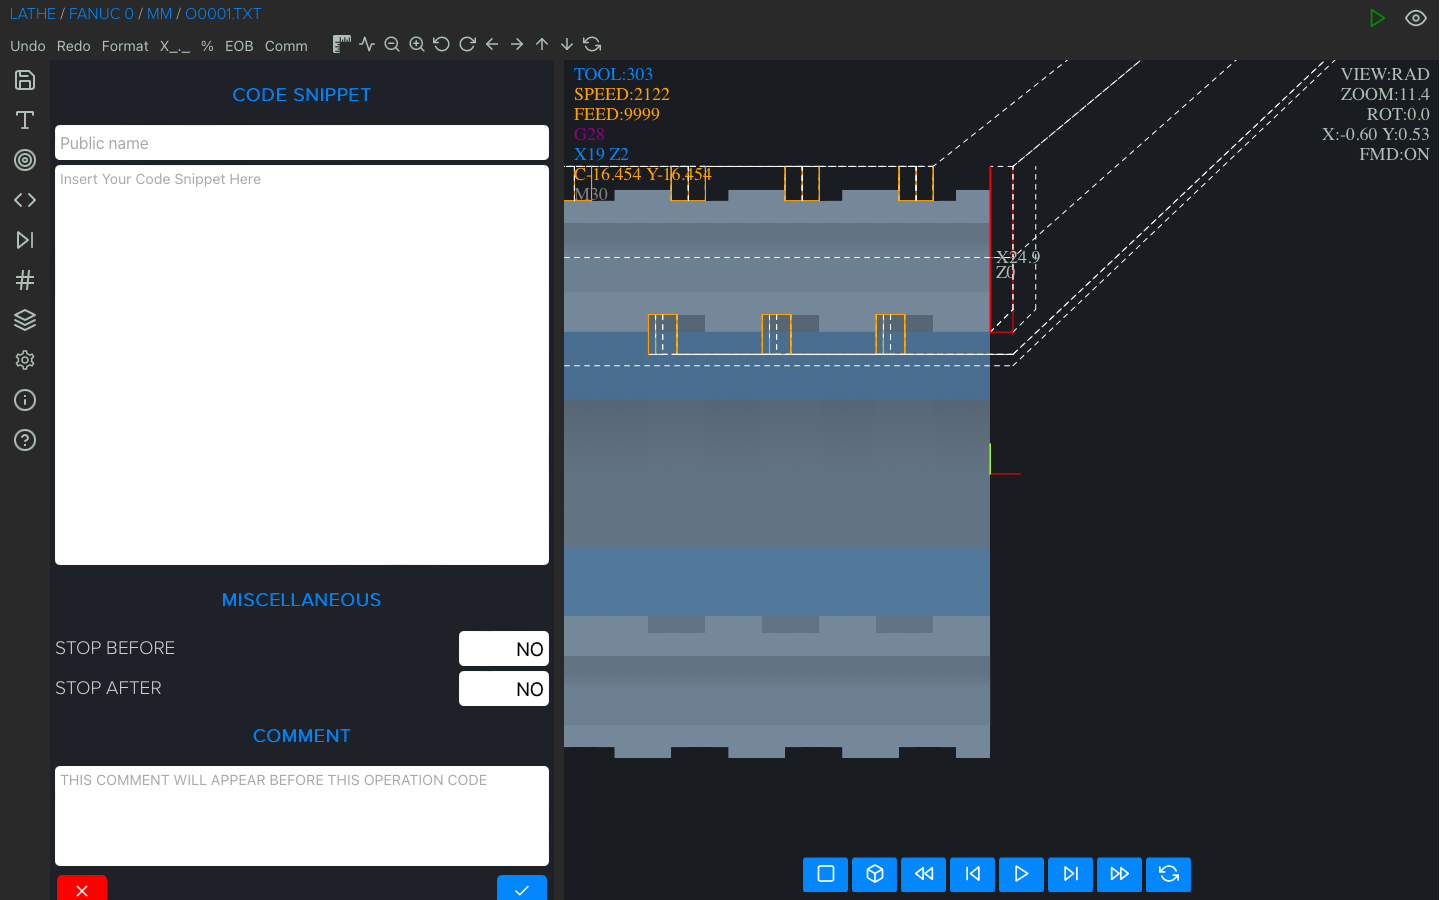 LATHE / FANUC 0 / MM / O0001.TXT
Undo Redo Format X_._ % EOB Comm
CODE SNIPPET
Public name
Insert Your Code Snippet Here
MISCELLANEOUS
STOP BEFORE NO
STOP AFTER NO
COMMENT
THIS COMMENT WILL APPEAR BEFORE THIS OPERATION CODE
TOOL:303
SPEED:2122
FEED:9999
G28
X19 Z2
C-16.454 Y-16.454
M30
X24.9
Z0
VIEW:RAD
ZOOM:11.4
ROT:0.0
X:-0.60 Y:0.53
FMD:ON